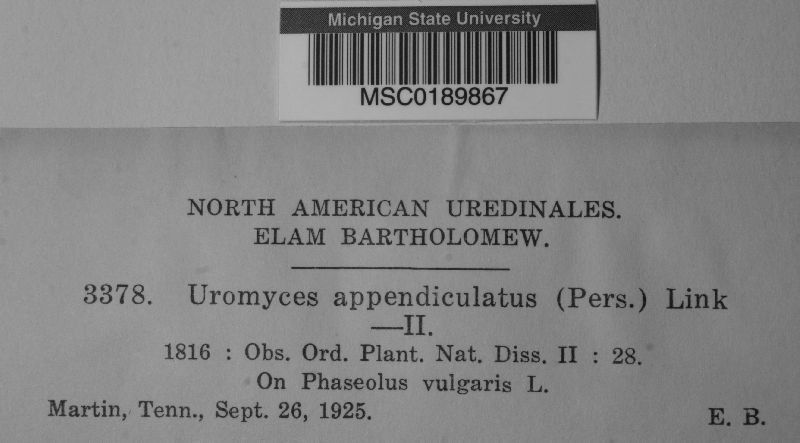 Michigan State University
MSC0189867
NORTH AMERICAN UREDINALES.
ELAM BARTHOLOMEW.
3378. Uromyces appendiculatus (Pers.) Link
—II.
1816 : Obs. Ord. Plant. Nat. Diss. II : 28.
On Phaseolus vulgaris L.
Martin, Tenn., Sept. 26, 1925.
E. B.